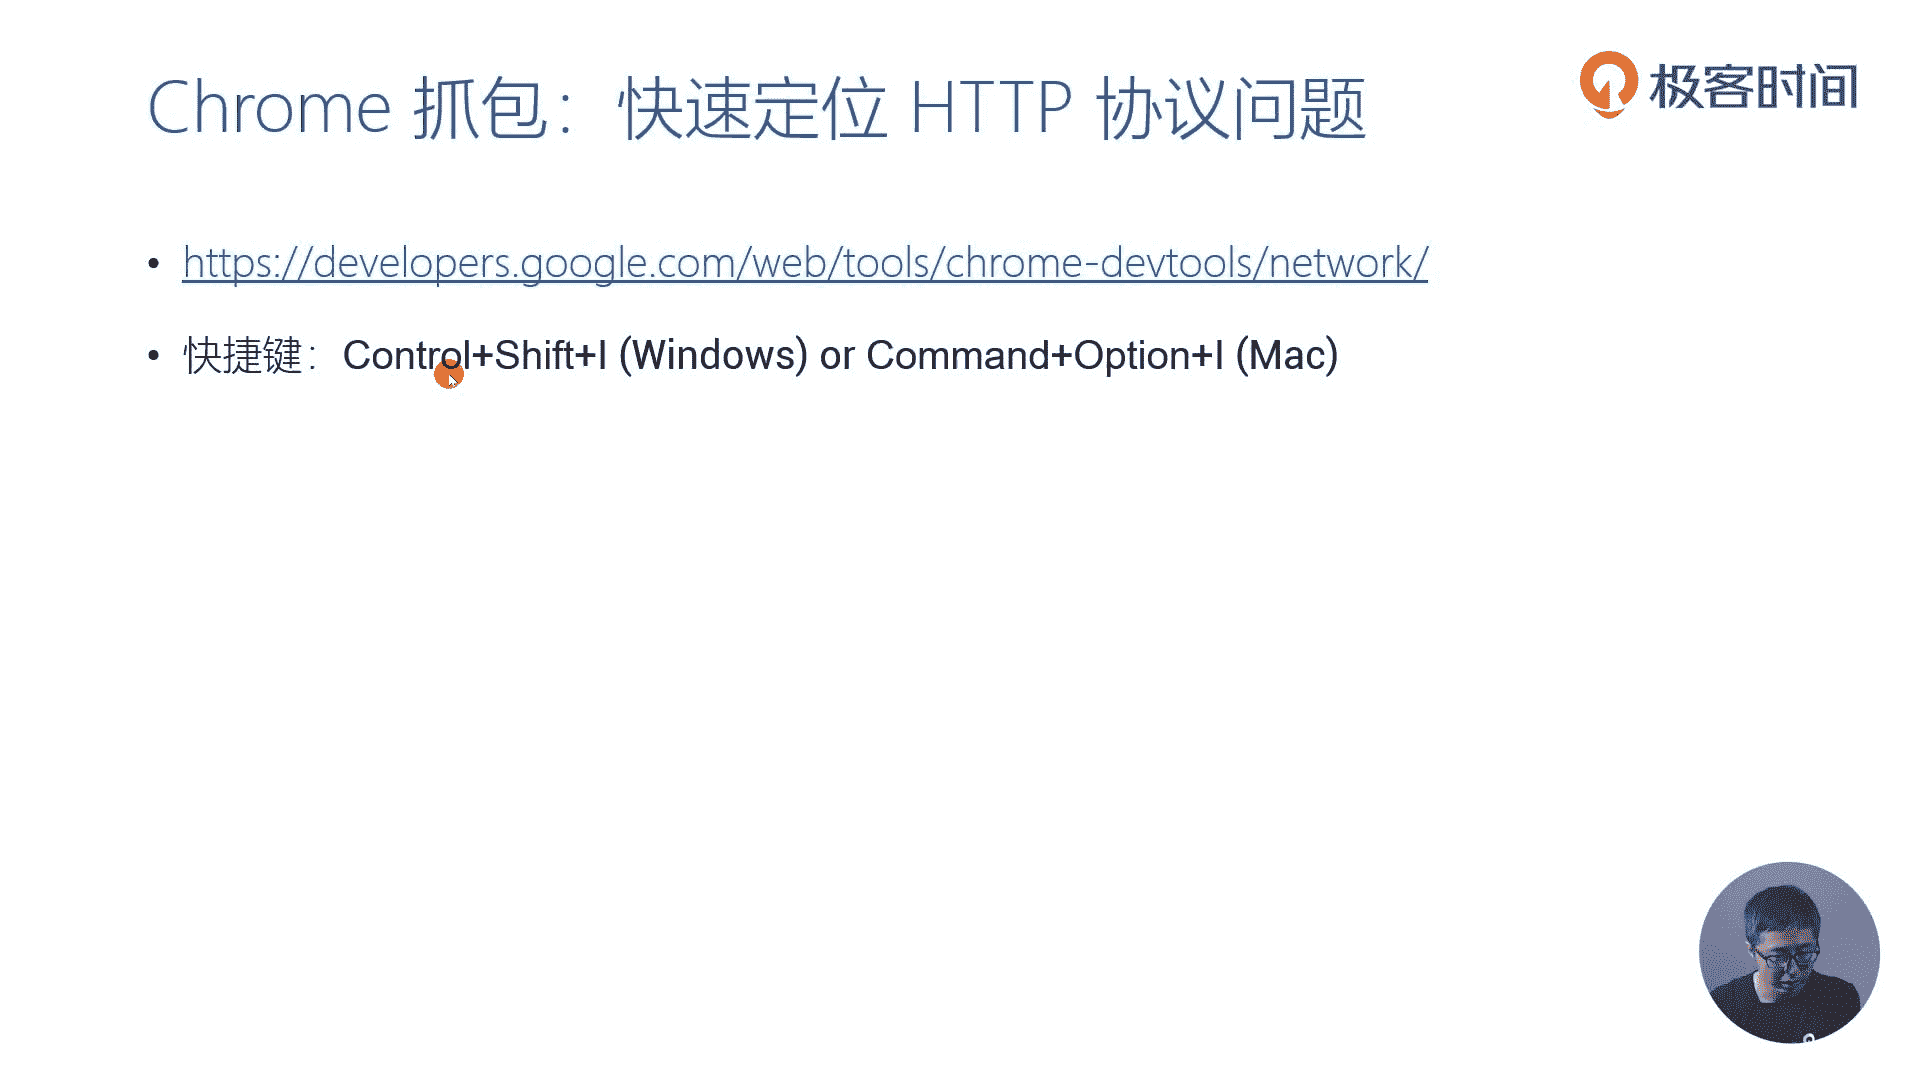 Chrome 抓包：快速定位 HTTP 协议问题
极客时间
• https://developers.google.com/web/tools/chrome-devtools/network/
• 快捷键：Control+Shift+I (Windows) or Command+Option+I (Mac)